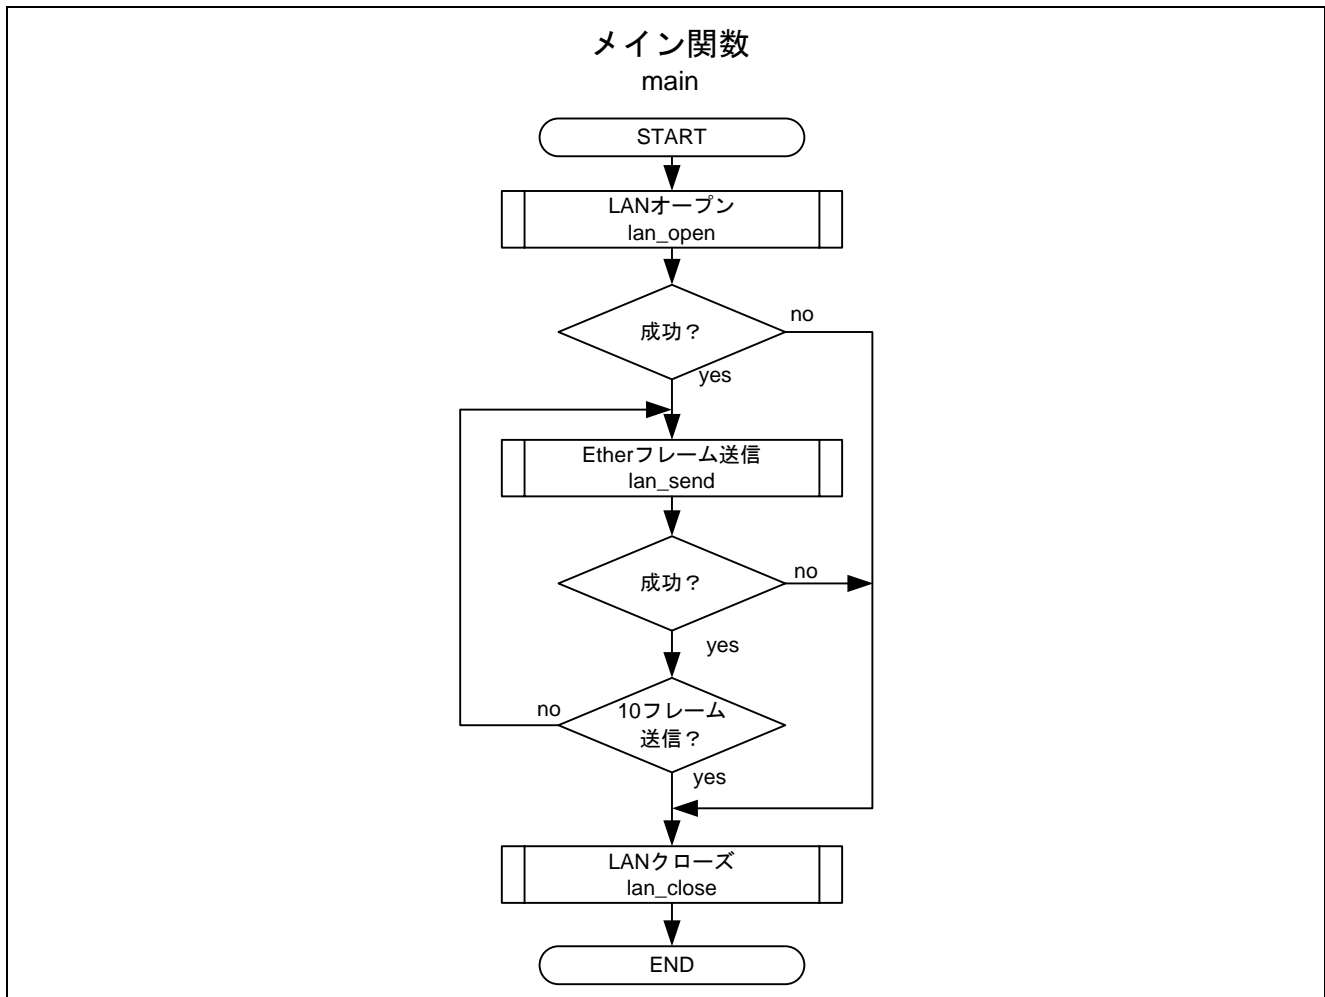 メイン関数
main
START
LANオープン
lan_open
成功？
no
yes
Etherフレーム送信
lan_send
成功？
no
yes
10フレーム
送信？
no
yes
LANクローズ
lan_close
END